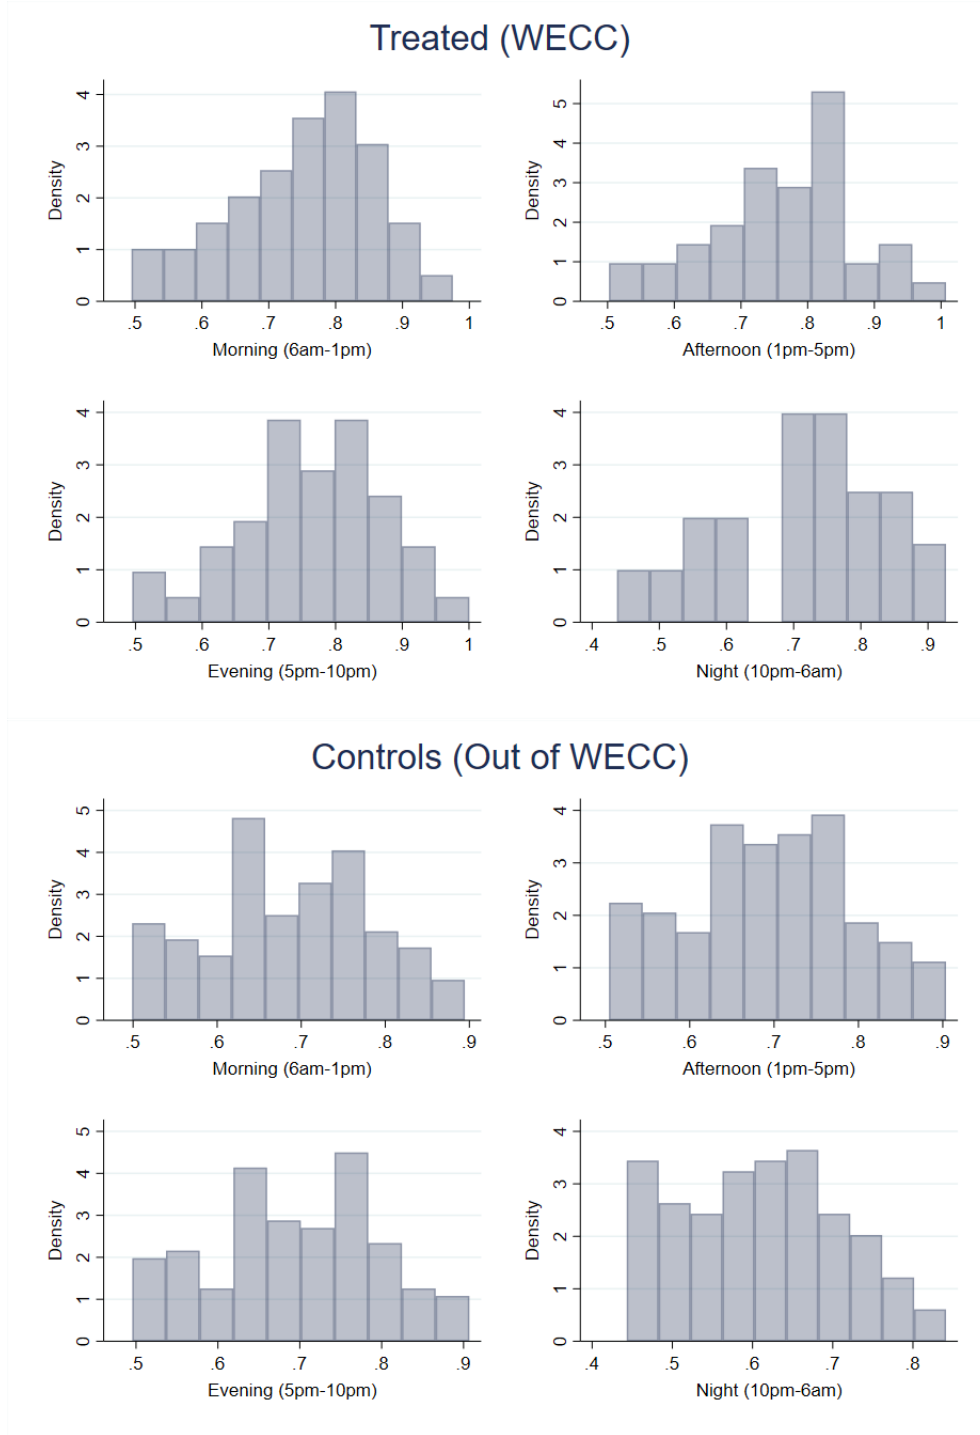 Treated (WECC)
Density
0 1 2 3 4
.5 .6 .7 .8 .9 1
Morning (6am-1pm)
Density
0 1 2 3 4 5
.5 .6 .7 .8 .9 1
Afternoon (1pm-5pm)
Density
0 1 2 3 4
.5 .6 .7 .8 .9 1
Evening (5pm-10pm)
Density
0 1 2 3 4
.4 .5 .6 .7 .8 .9
Night (10pm-6am)
Controls (Out of WECC)
Density
0 1 2 3 4 5
.5 .6 .7 .8 .9
Morning (6am-1pm)
Density
0 1 2 3 4
.5 .6 .7 .8 .9
Afternoon (1pm-5pm)
Density
0 1 2 3 4 5
.5 .6 .7 .8 .9
Evening (5pm-10pm)
Density
0 1 2 3 4
.4 .5 .6 .7 .8
Night (10pm-6am)